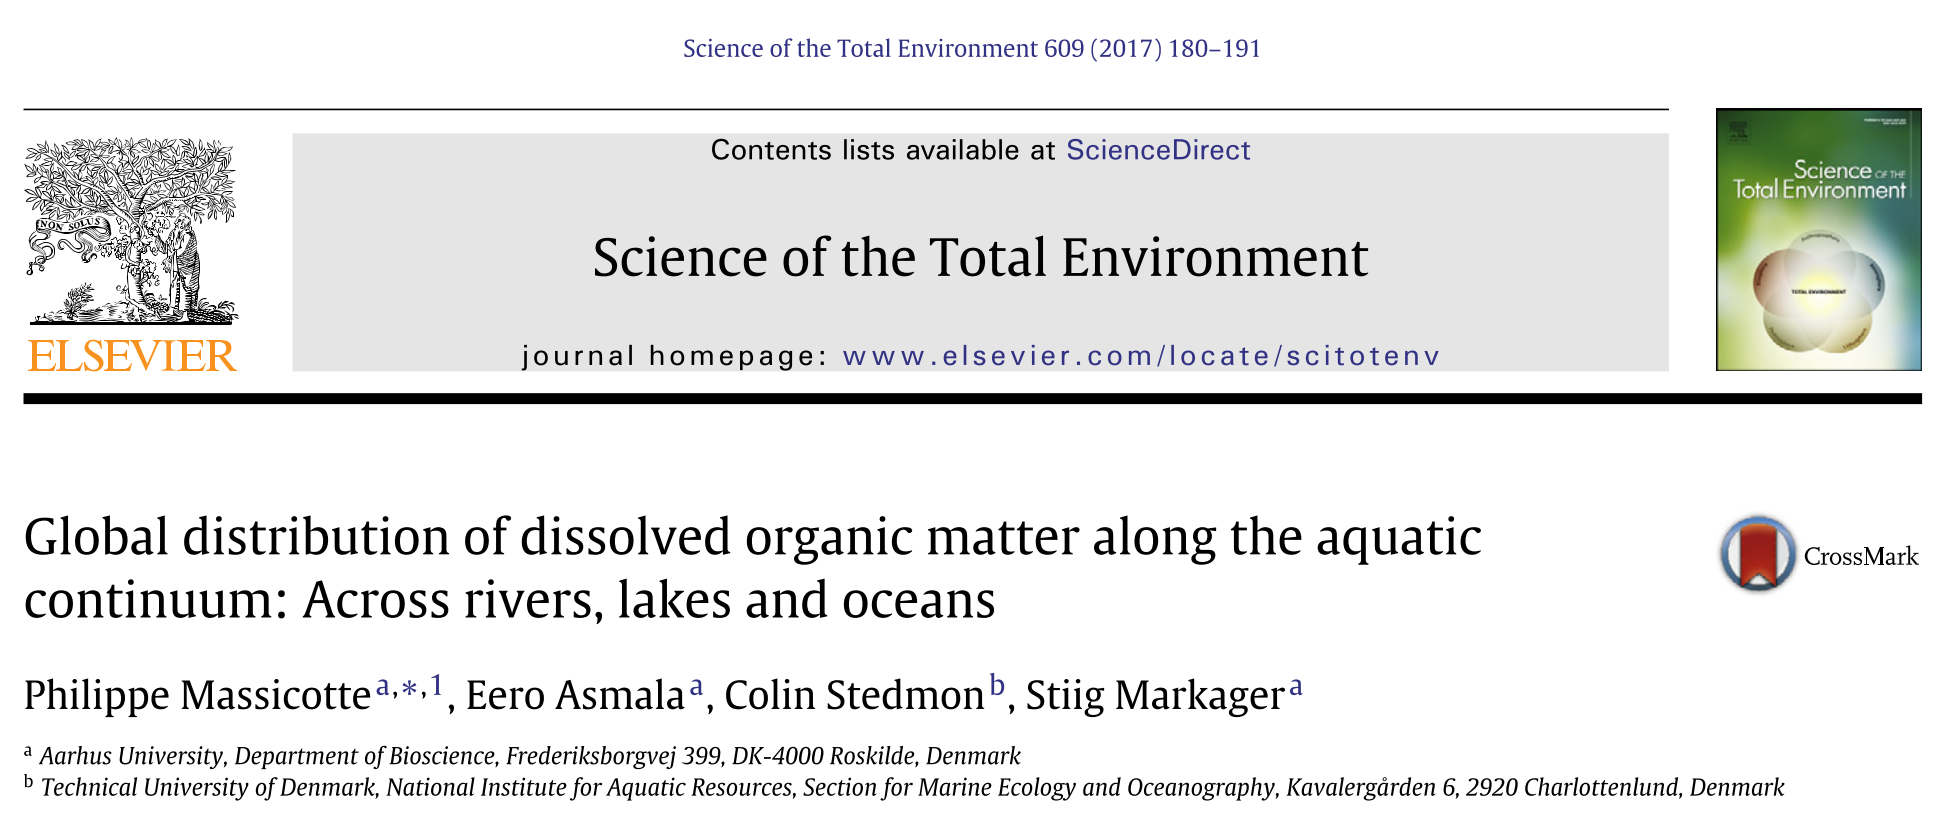 Science of the Total Environment 609 (2017) 180–191
Contents lists available at ScienceDirect
Science of the Total Environment
journal homepage: www.elsevier.com/locate/scitotenv
NON SOLUS
ELSEVIER
Science OF THE
Total Environment
TOTAL ENVIRONMENT
Global distribution of dissolved organic matter along the aquatic
continuum: Across rivers, lakes and oceans
CrossMark
Philippe Massicotte a,*,1, Eero Asmala a, Colin Stedmon b, Stiig Markager a
a Aarhus University, Department of Bioscience, Frederiksborgvej 399, DK-4000 Roskilde, Denmark
b Technical University of Denmark, National Institute for Aquatic Resources, Section for Marine Ecology and Oceanography, Kavalergården 6, 2920 Charlottenlund, Denmark